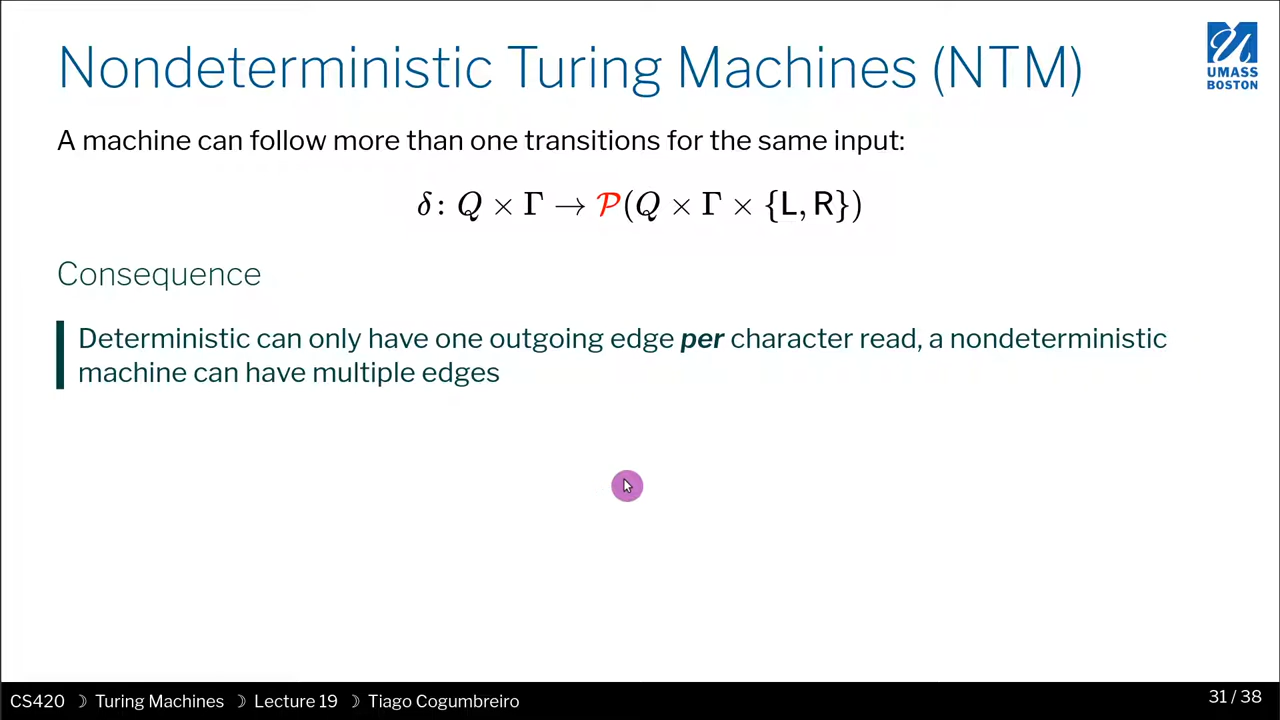 Nondeterministic Turing Machines (NTM)
UMASS
BOSTON
A machine can follow more than one transitions for the same input:
δ: Q × Γ → 𝒫(Q × Γ × {L, R})
Consequence
Deterministic can only have one outgoing edge per character read, a nondeterministic
machine can have multiple edges
CS420 ☽ Turing Machines ☽ Lecture 19 ☽ Tiago Cogumbreiro
31 / 38